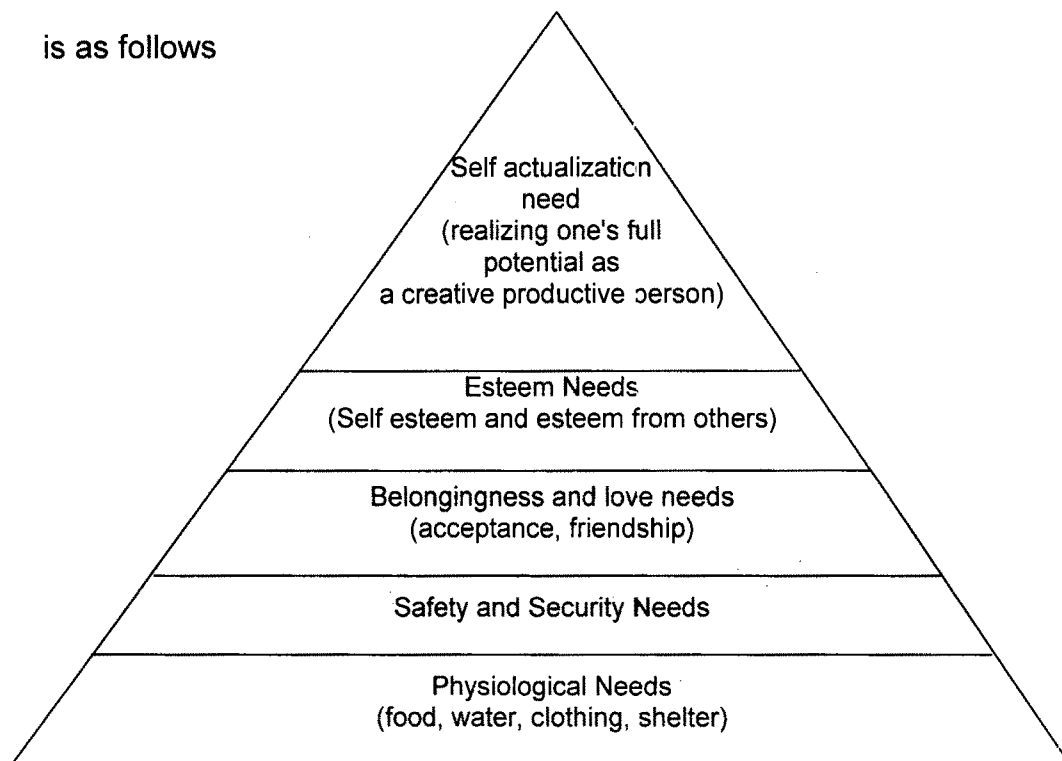 is as follows
Self actualization
need
(realizing one's full
potential as
a creative productive person)
Esteem Needs
(Self esteem and esteem from others)
Belongingness and love needs
(acceptance, friendship)
Safety and Security Needs
Physiological Needs
(food, water, clothing, shelter)